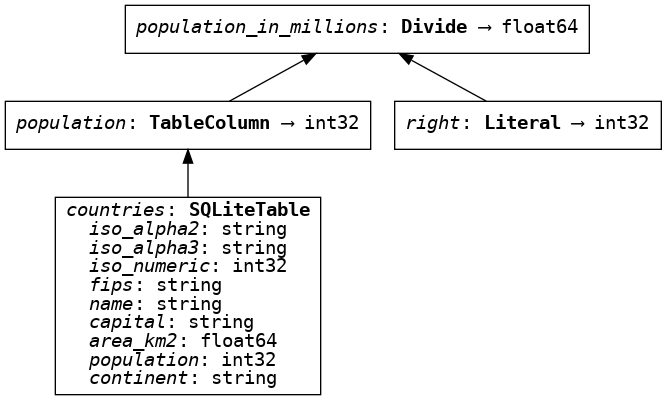 population_in_millions: Divide → float64
population: TableColumn → int32
right: Literal → int32
countries: SQLiteTable
iso_alpha2: string
iso_alpha3: string
iso_numeric: int32
fips: string
name: string
capital: string
area_km2: float64
population: int32
continent: string